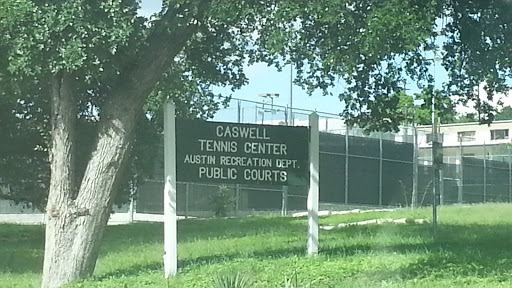 CASWELL
TENNIS CENTER
AUSTIN RECREATION DEPT.
PUBLIC COURTS